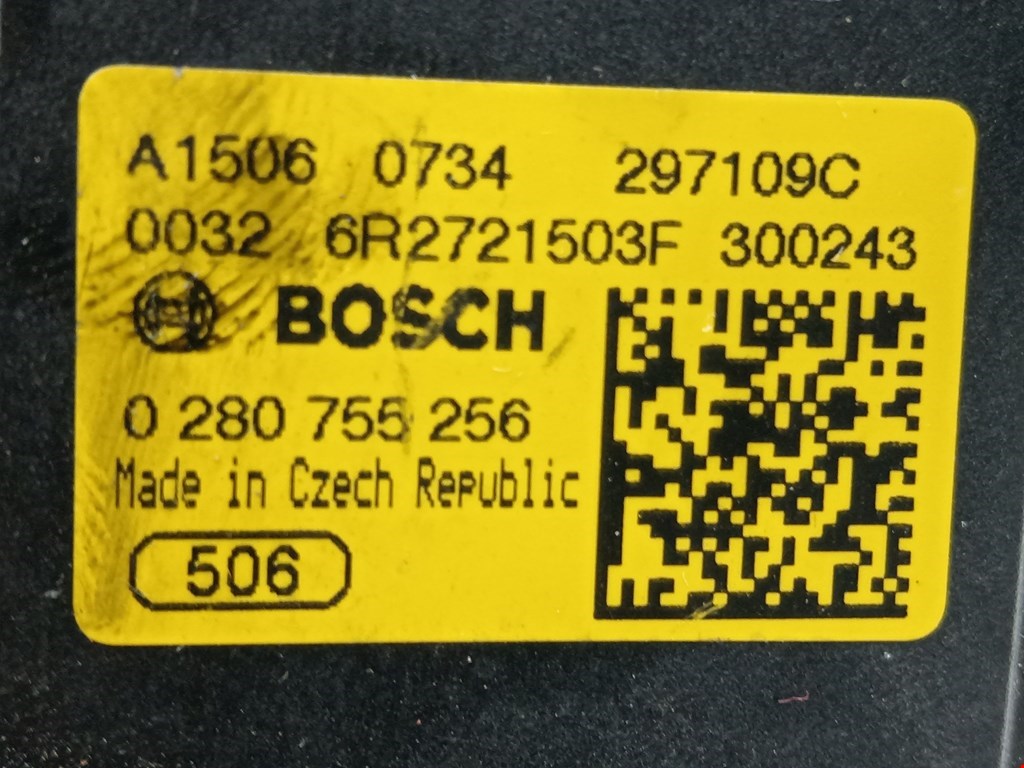 A1506 0734 297109C
0032 6R2721503F 300243
BOSCH
0 280 755 256
Made in Czech Republic
506